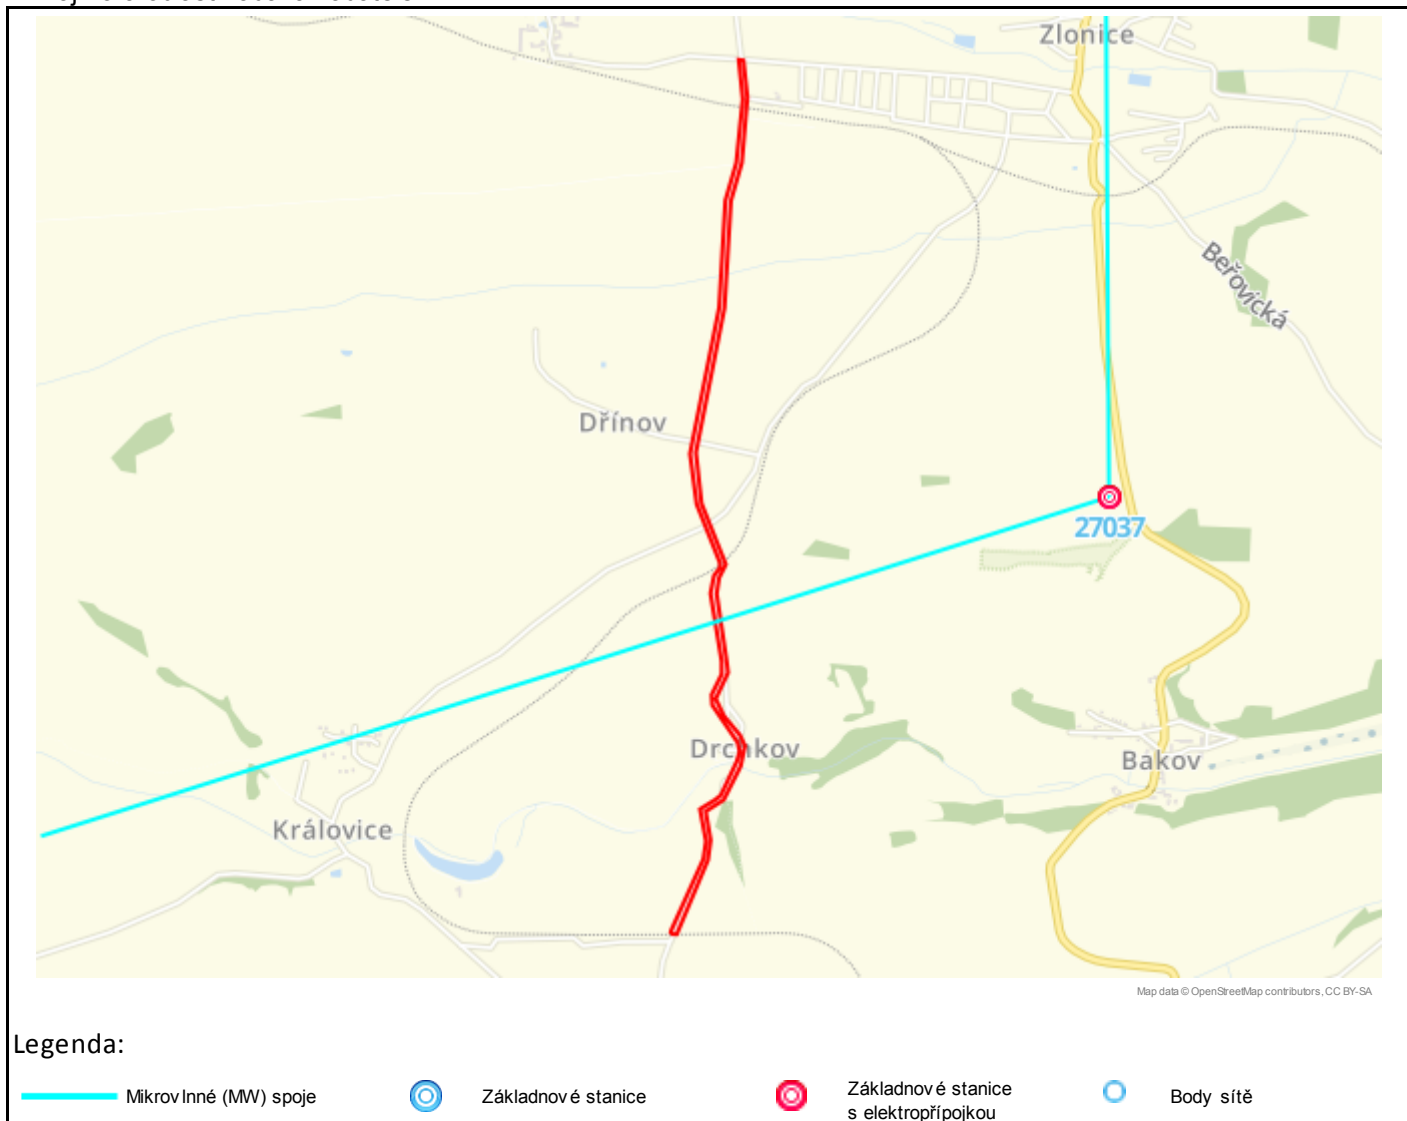 Zlonice
Beřovická
Dřínov
27037
Drchkov
Bakov
Královice
Map data © OpenStreetMap contributors, CC BY-SA
Legenda:
Mikrovlnné (MW) spoje
Základnové stanice
Základnové stanice
s elektropřípojkou
Body sítě